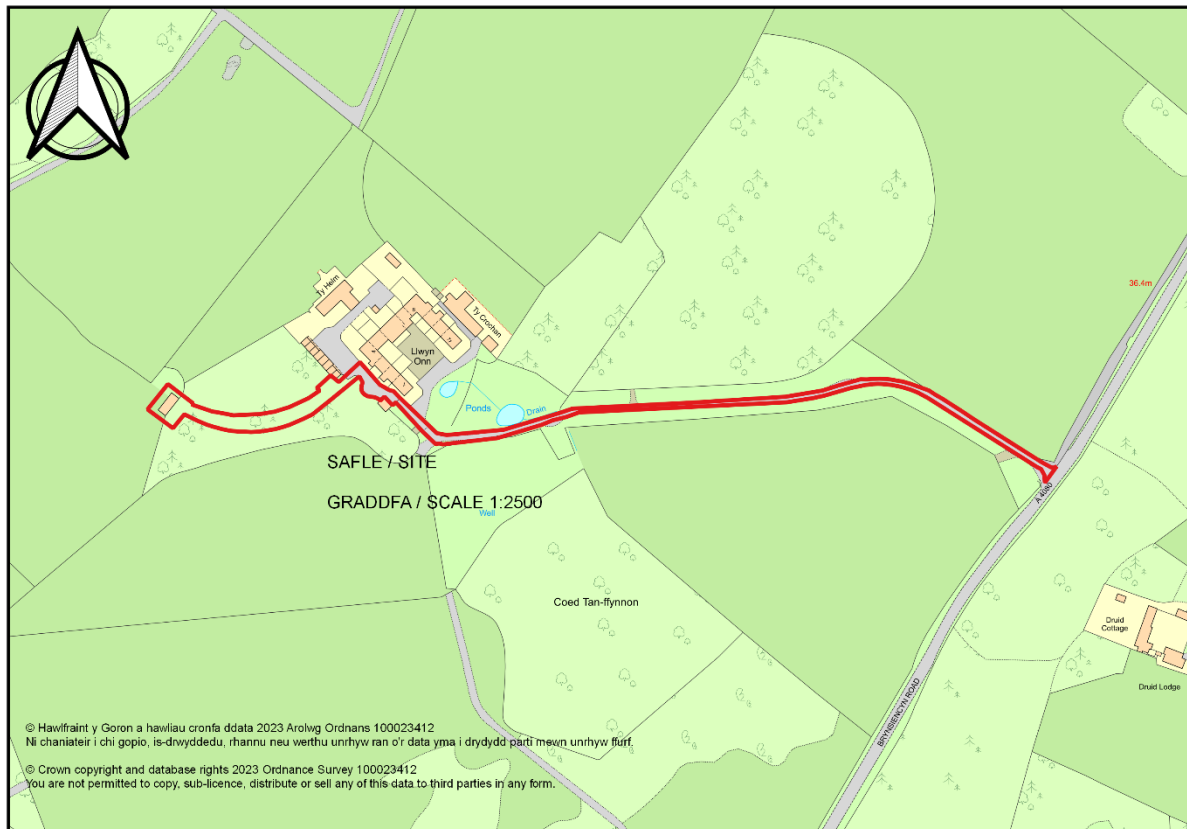 36.4m
Ty Helm
Ty Crochan
Llwyn
Onn
Ponds
Drain
SAFLE / SITE
GRADDFA / SCALE 1:2500
Well
A 4080
Coed Tan-ffynnon
Druid
Cottage
Druid Lodge
BRYNSIENCYN ROAD
© Hawlfraint y Goron a hawliau cronfa ddata 2023 Arolwg Ordnans 100023412
Ni chaniateir i chi gopio, is-drwyddedu, rhannu neu werthu unrhyw ran o'r data yma i drydydd parti mewn unrhyw ffurf.
© Crown copyright and database rights 2023 Ordnance Survey 100023412
You are not permitted to copy, sub-licence, distribute or sell any of this data to third parties in any form.